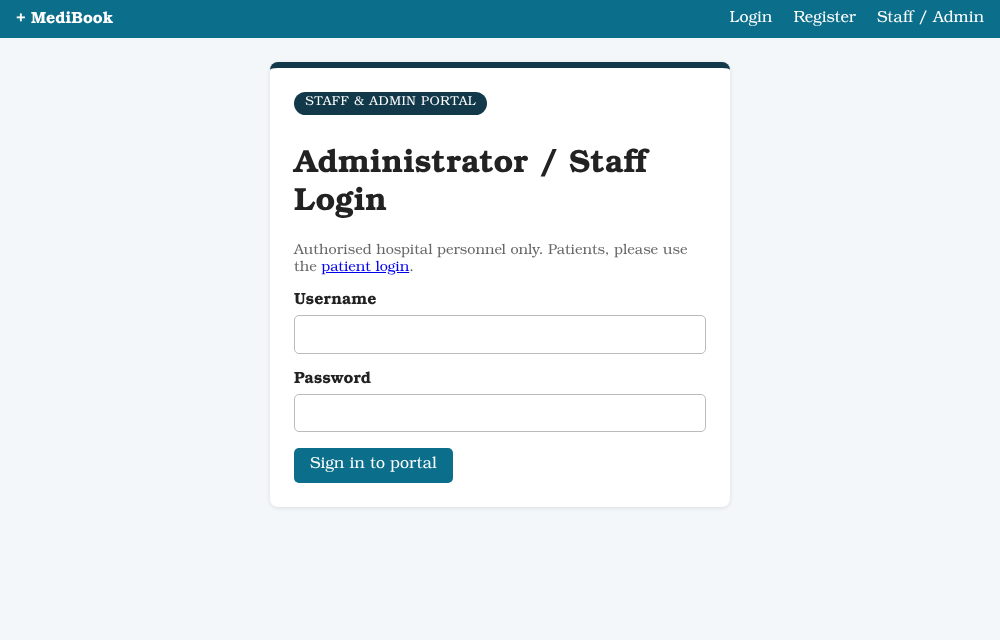 + MediBook
Login
Register
Staff / Admin
STAFF & ADMIN PORTAL
Administrator / Staff
Login
Authorised hospital personnel only. Patients, please use
the patient login.
Username
Password
Sign in to portal